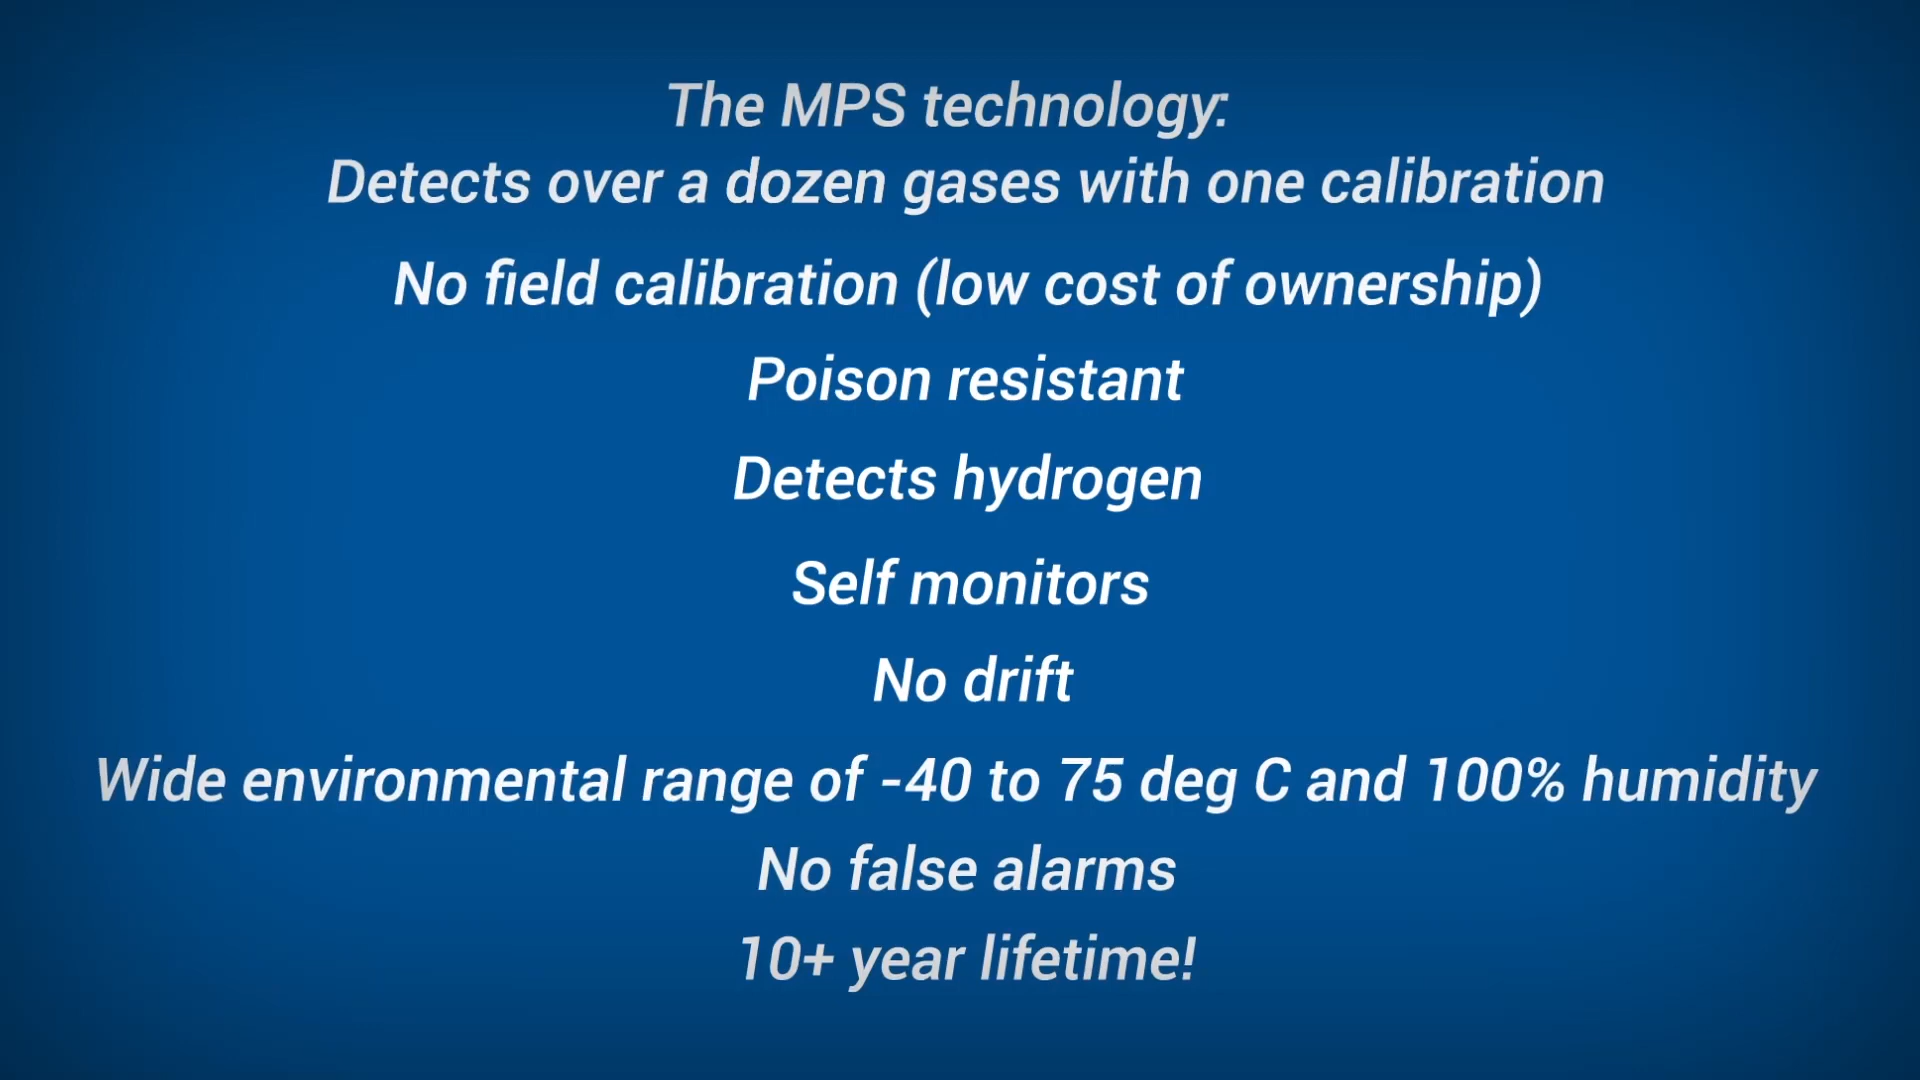 The MPS technology:
Detects over a dozen gases with one calibration
No field calibration (low cost of ownership)
Poison resistant
Detects hydrogen
Self monitors
No drift
Wide environmental range of -40 to 75 deg C and 100% humidity
No false alarms
10+ year lifetime!